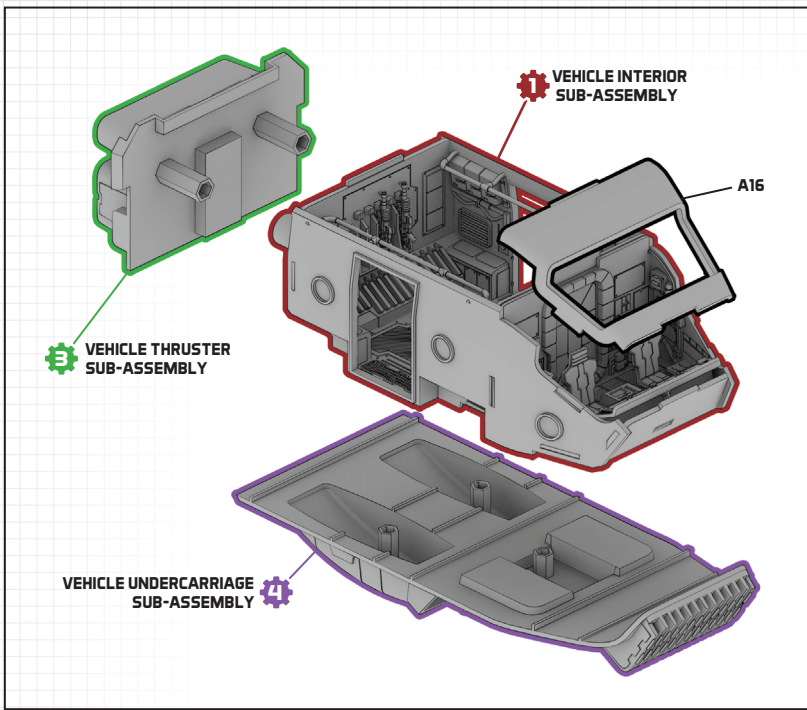 1 VEHICLE INTERIOR
SUB-ASSEMBLY
A16
3 VEHICLE THRUSTER
SUB-ASSEMBLY
VEHICLE UNDERCARRIAGE 4
SUB-ASSEMBLY